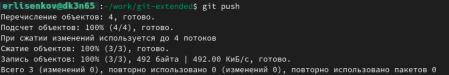 erlisenkov@dk3n65:~/work/git-extended$ git push
Перечисление объектов: 4, готово.
Подсчет объектов: 100% (4/4), готово.
При сжатии изменений используется до 4 потоков
Сжатие объектов: 100% (3/3), готово.
Запись объектов: 100% (3/3), 492 байта | 492.00 КиБ/с, готово.
Всего 3 (изменений 0), повторно использовано 0 (изменений 0), повторно использовано пакетов 0